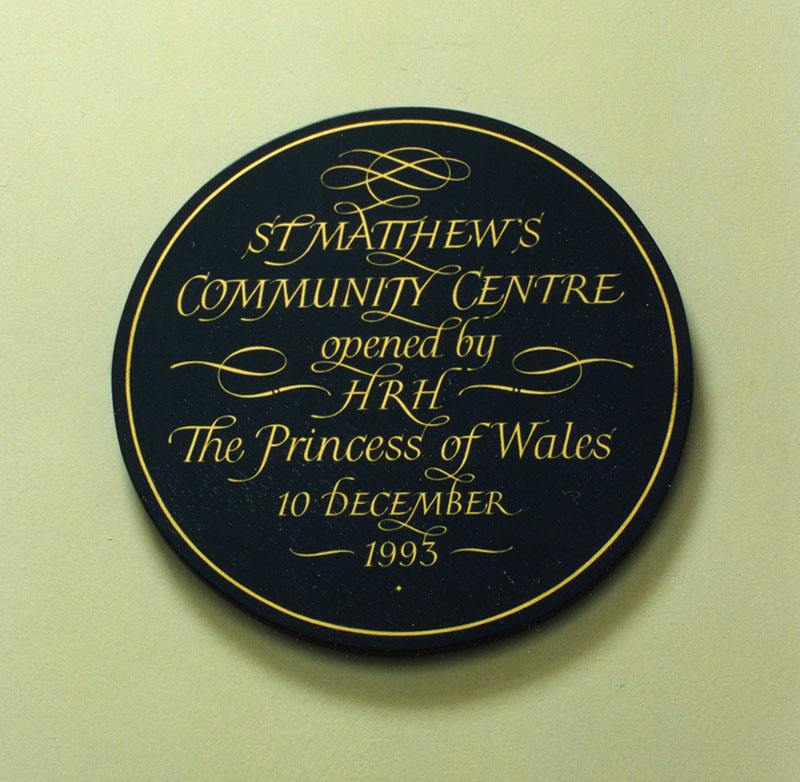 ST MATTHEW'S
COMMUNITY CENTRE
opened by
HRH
The Princess of Wales
10 DECEMBER
1993